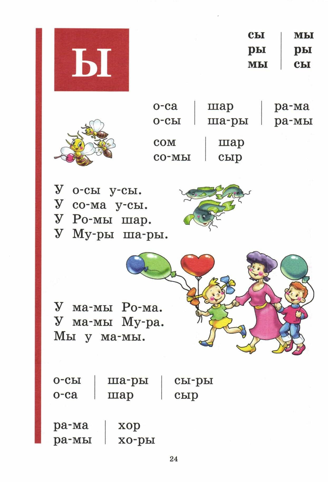 Ы
сы | мы
ры | ры
мы | сы
о-са | шар | ра-ма
о-сы | ша-ры | ра-мы
сом | шар
со-мы | сыр
У о-сы у-сы.
У со-ма у-сы.
У Ро-мы шар.
У Му-ры ша-ры.
У ма-мы Ро-ма.
У ма-мы Му-ра.
Мы у ма-мы.
о-сы | ша-ры | сы-ры
о-са | шар | сыр
ра-ма | хор
ра-мы | хо-ры
24